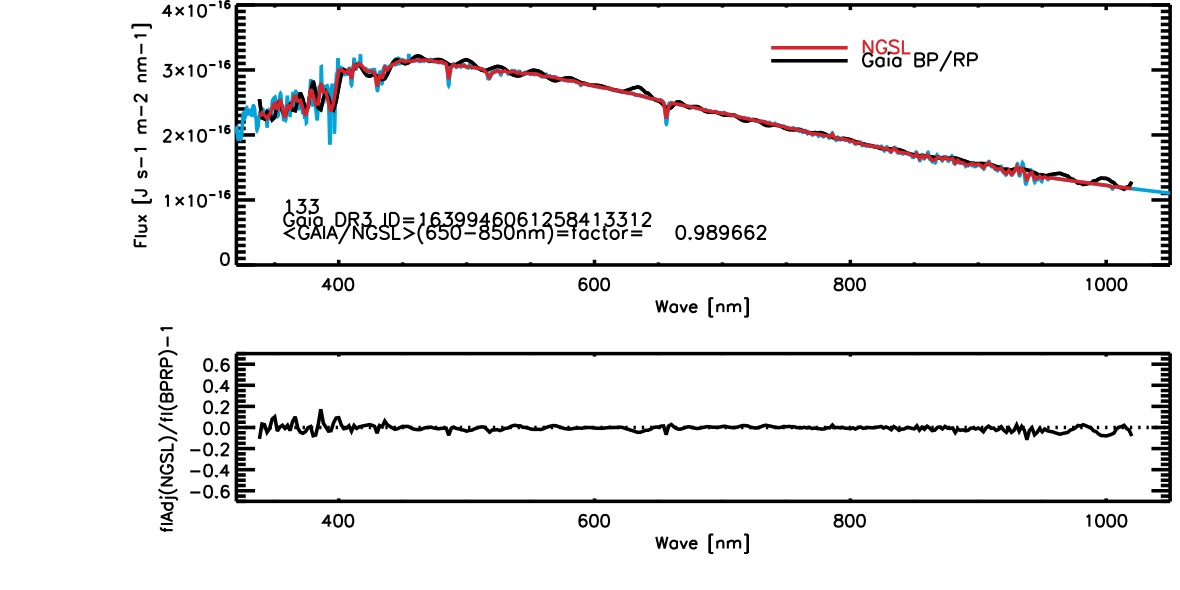 4×10⁻¹⁶
3×10⁻¹⁶
2×10⁻¹⁶
1×10⁻¹⁶
0
Flux [J s−1 m−2 nm−1]
NGSL
Gaia BP/RP
133
Gaia DR3 ID=1639946061258413312
<GAIA/NGSL>(650−850nm)=factor= 0.989662
400 600 800 1000
Wave [nm]
flAdj(NGSL)/fl(BPRP)−1
0.6
0.4
0.2
0.0
−0.2
−0.4
−0.6
400 600 800 1000
Wave [nm]